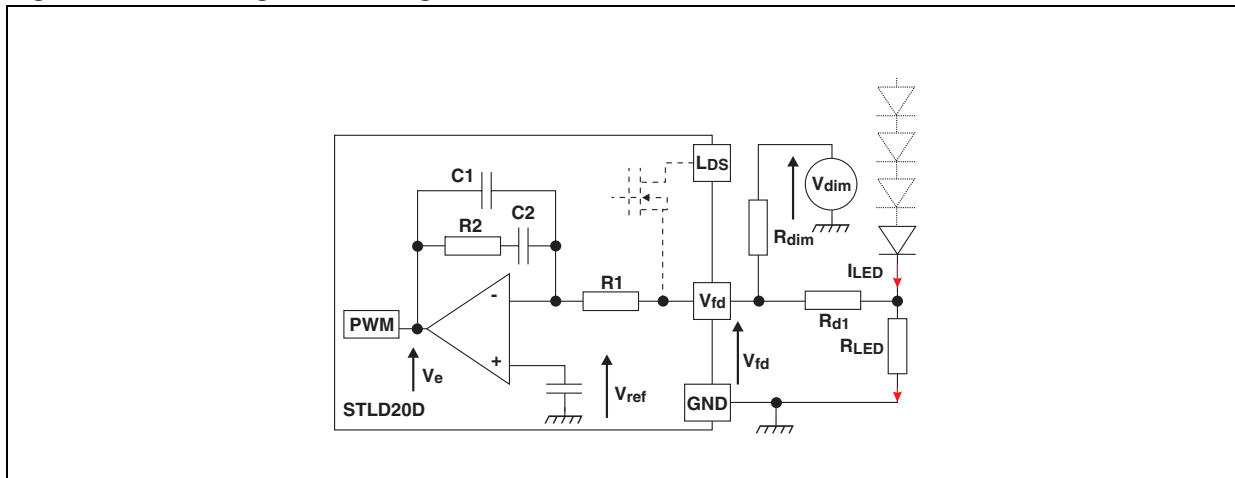 LDS
Vdim
C1
R2
C2
Rdim
ILED
R1
-
Vfd
PWM
Rd1
RLED
+
Ve
Vfd
Vref
STLD20D
GND